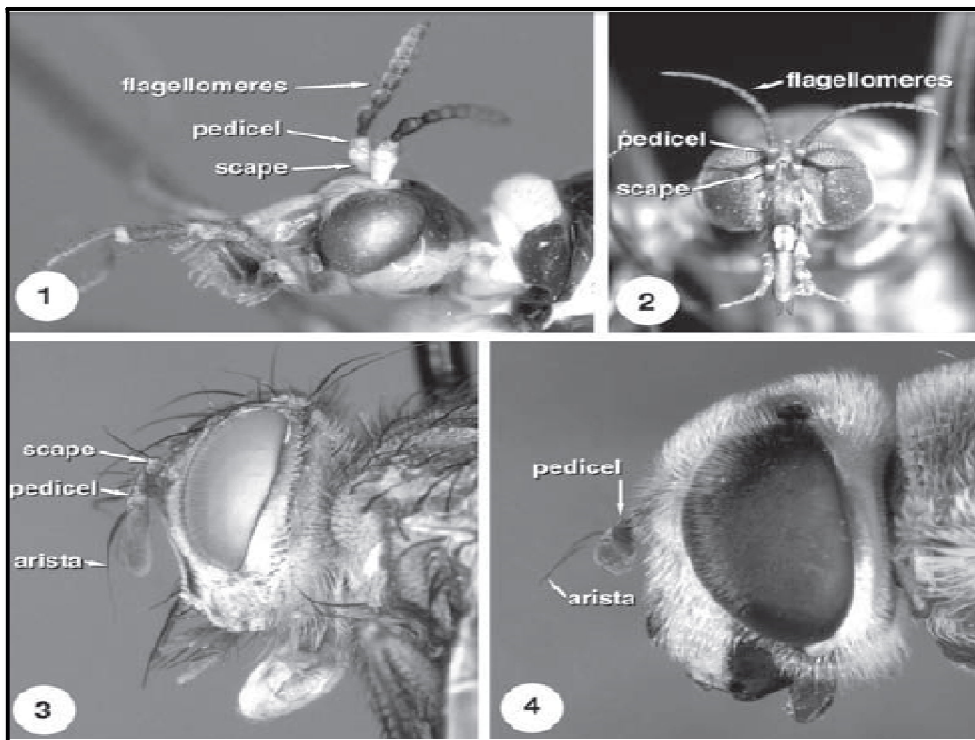 flagellomeres
pedicel
scape
1
flagellomeres
pedicel
scape
2
scape
pedicel
arista
3
pedicel
arista
4